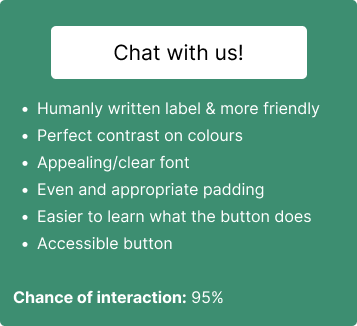 Chat with us!
• Humanly written label & more friendly
• Perfect contrast on colours
• Appealing/clear font
• Even and appropriate padding
• Easier to learn what the button does
• Accessible button
Chance of interaction: 95%